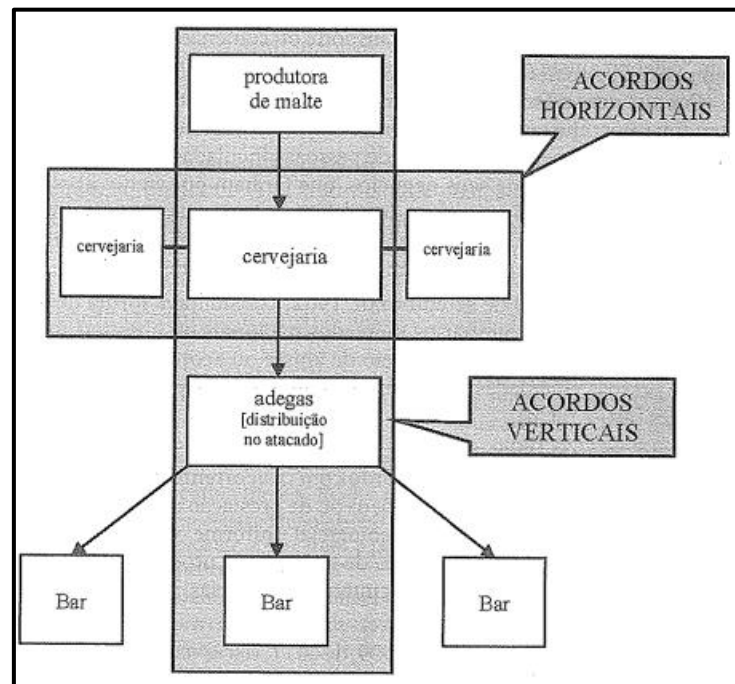 produtora
de malte
ACORDOS
HORIZONTAIS
cervejaria
cervejaria
cervejaria
adegas
[distribuição
no atacado]
ACORDOS
VERTICAIS
Bar
Bar
Bar